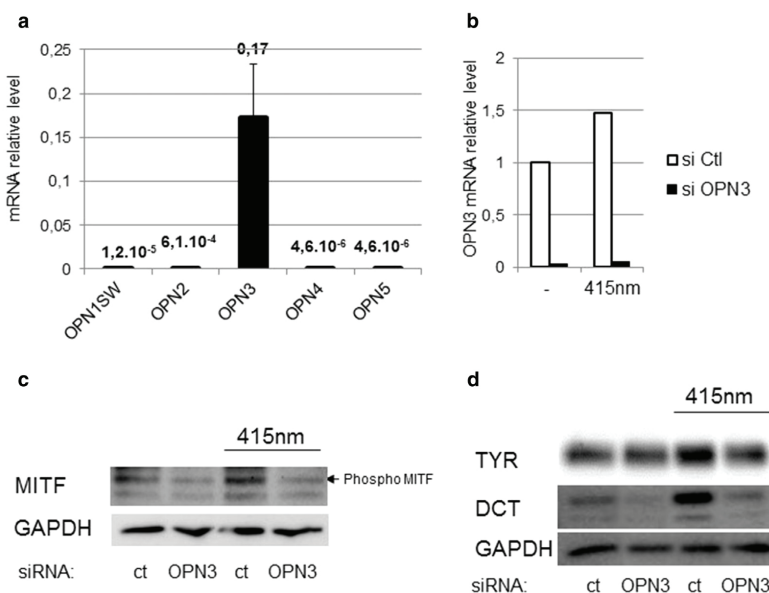 a
mRNA relative level
0,25
0,2
0,15
0,1
0,05
0
0,17
1,2.10-5
6,1.10-4
4,6.10-6
4,6.10-6
OPN1SW
OPN2
OPN3
OPN4
OPN5
b
OPN3 mRNA relative level
2
1,5
1
0,5
0
- 415nm
si Ctl
si OPN3
c
415nm
MITF
Phospho MITF
GAPDH
siRNA: ct OPN3 ct OPN3
d
415nm
TYR
DCT
GAPDH
siRNA: ct OPN3 ct OPN3